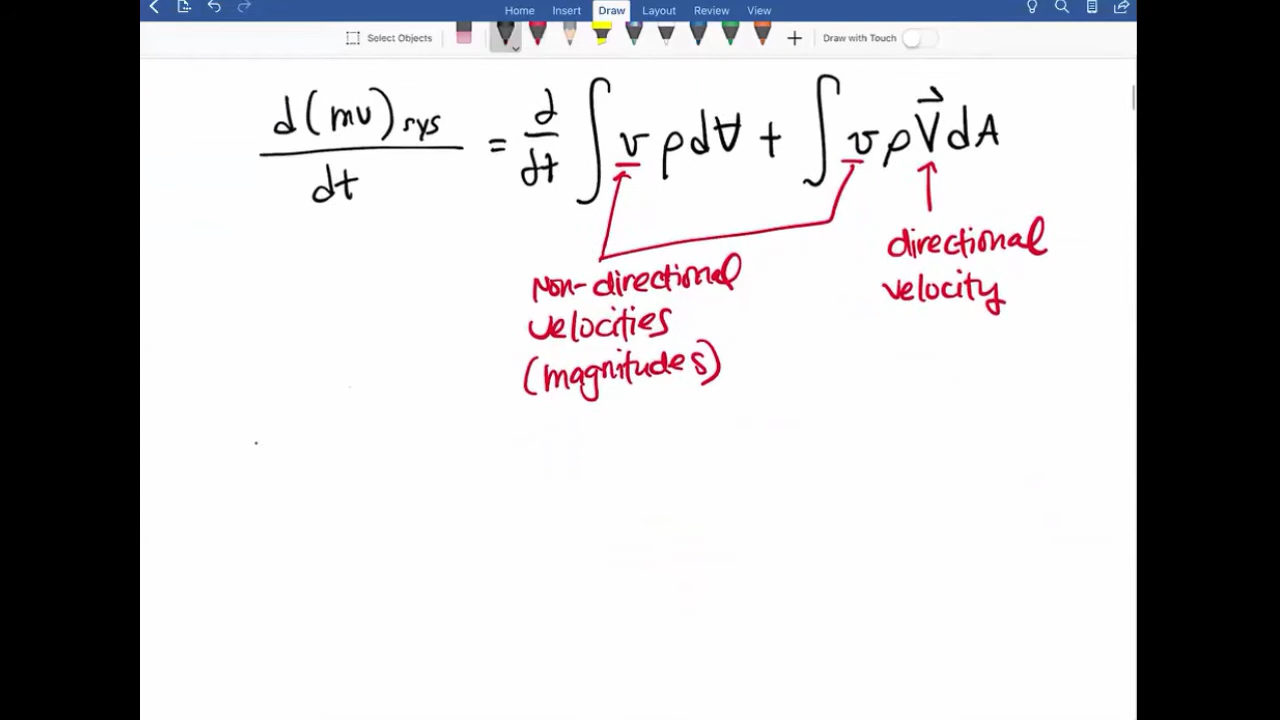 Home Insert Draw Layout Review View
Select Objects
Draw with Touch
d(mv)sys / dt = ∂/∂t ∫ v ρ d∀ + ∫ v ρ V⃗ dA
Non-directional
velocities
(magnitudes)
directional
velocity